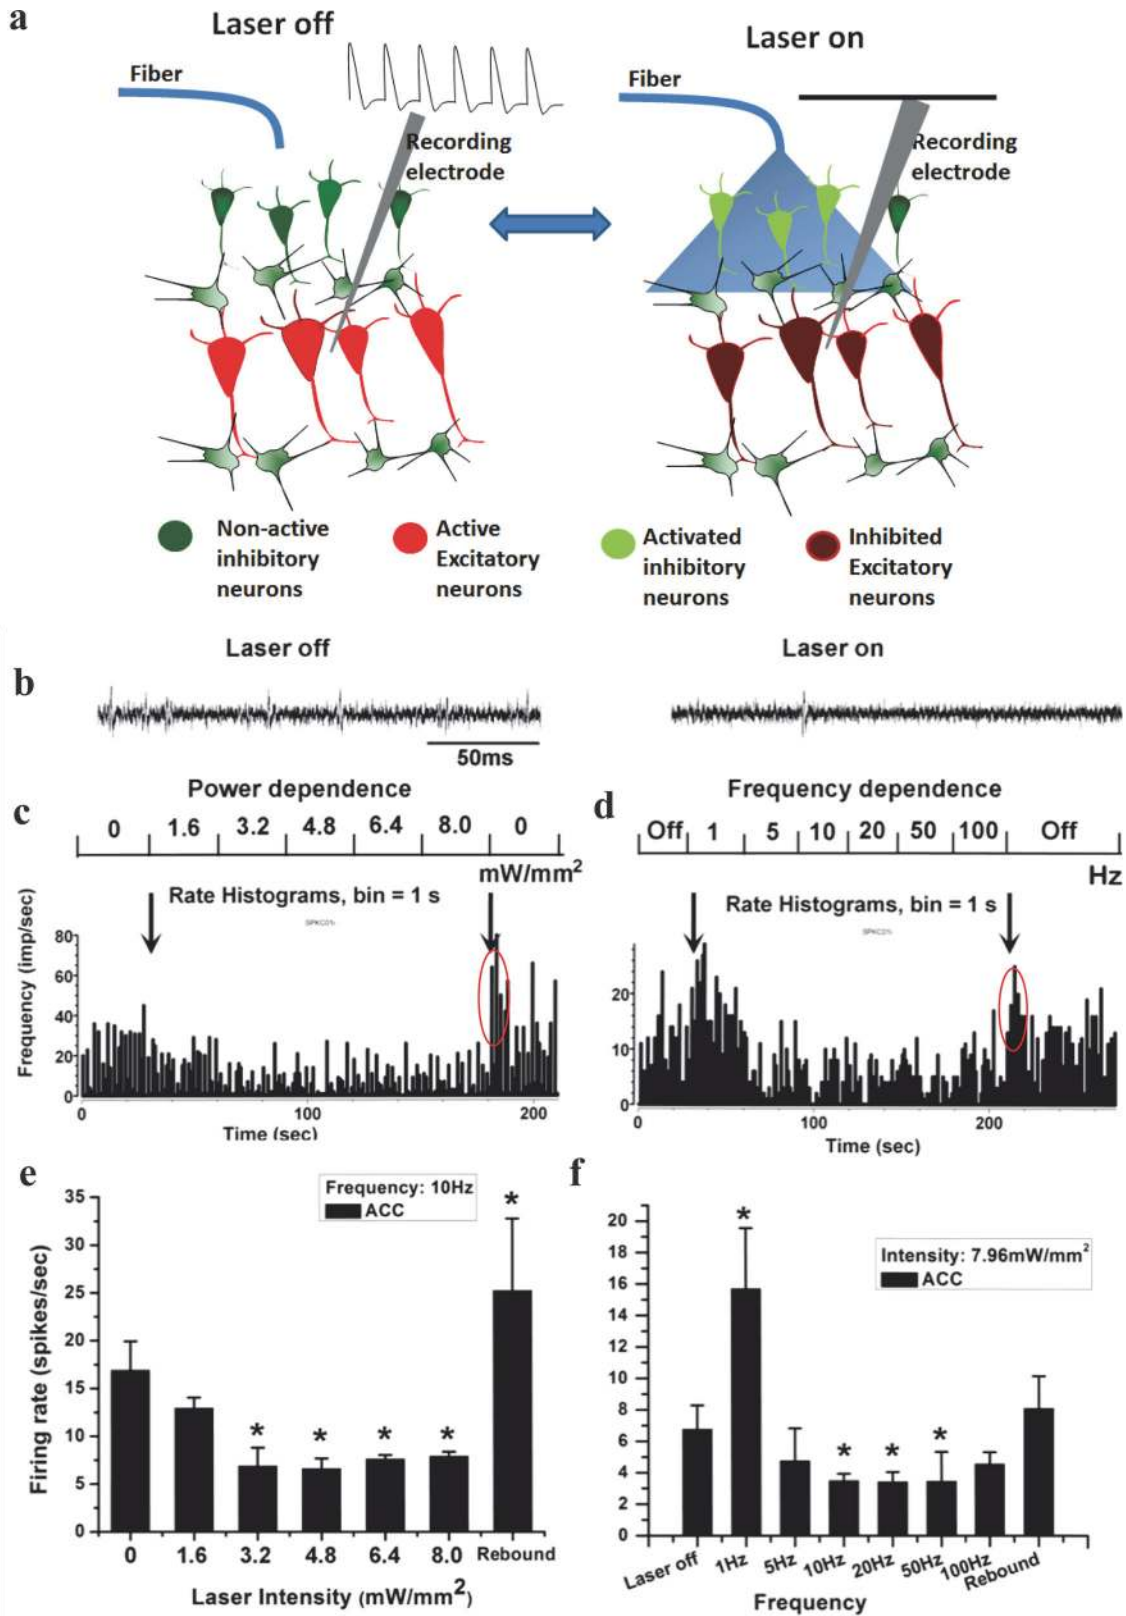 a
Laser off
Laser on
Fiber
Fiber
Recording
electrode
Recording
electrode
Non-active
inhibitory
neurons
Active
Excitatory
neurons
Activated
inhibitory
neurons
Inhibited
Excitatory
neurons
Laser off
Laser on
b
50ms
Power dependence
Frequency dependence
c
0 1.6 3.2 4.8 6.4 8.0 0
mW/mm²
Rate Histograms, bin = 1 s
Frequency (imp/sec)
80
60
40
20
0
0 100 200
Time (sec)
d
Off 1 5 10 20 50 100 Off
Hz
Rate Histograms, bin = 1 s
20
10
0
0 100 200
Time (sec)
e
Frequency: 10Hz
ACC
Firing rate (spikes/sec)
35
30
25
20
15
10
5
0
* * * * *
0 1.6 3.2 4.8 6.4 8.0 Rebound
Laser Intensity (mW/mm²)
f
Intensity: 7.96mW/mm²
ACC
20
18
16
14
12
10
8
6
4
2
0
* * * *
Laser off 1Hz 5Hz 10Hz 20Hz 50Hz 100Hz Rebound
Frequency